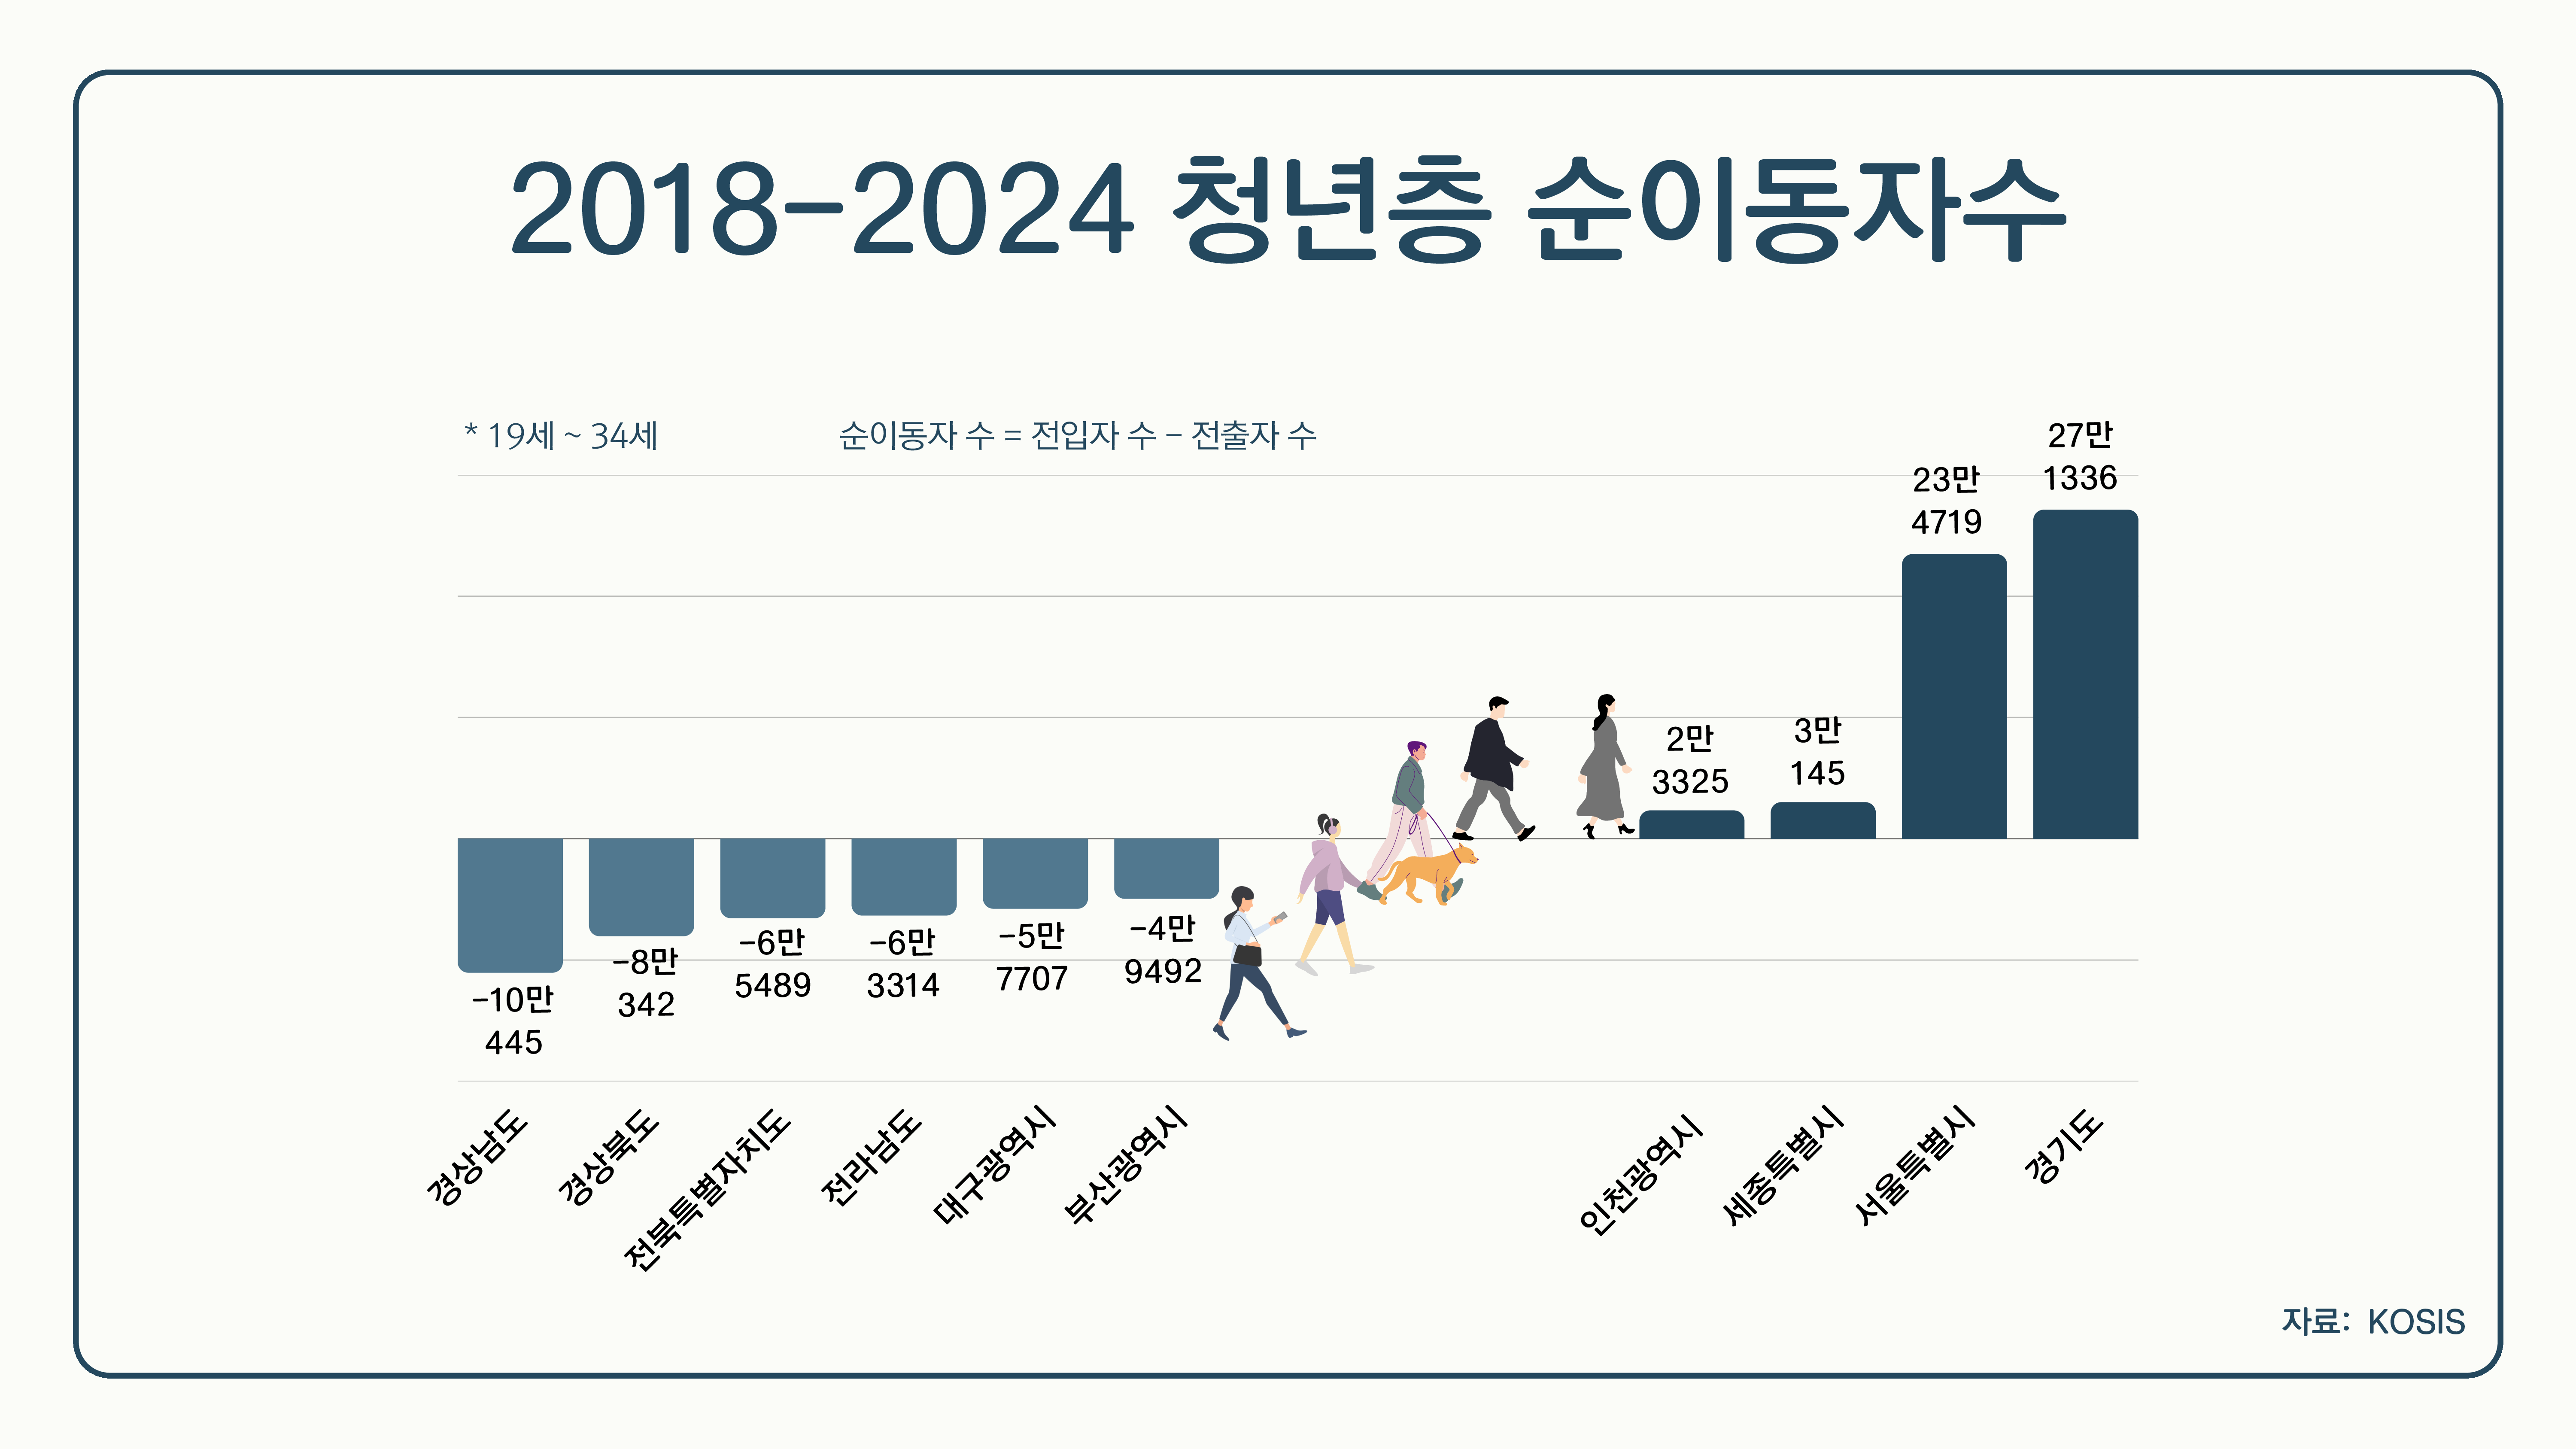 2018-2024 청년층 순이동자수
* 19세 ~ 34세
순이동자 수 = 전입자 수 - 전출자 수
-10만
445
-8만
342
-6만
5489
-6만
3314
-5만
7707
-4만
9492
2만
3325
3만
145
23만
4719
27만
1336
경상남도
경상북도
전북특별자치도
전라남도
대구광역시
부산광역시
인천광역시
세종특별시
서울특별시
경기도
자료: KOSIS